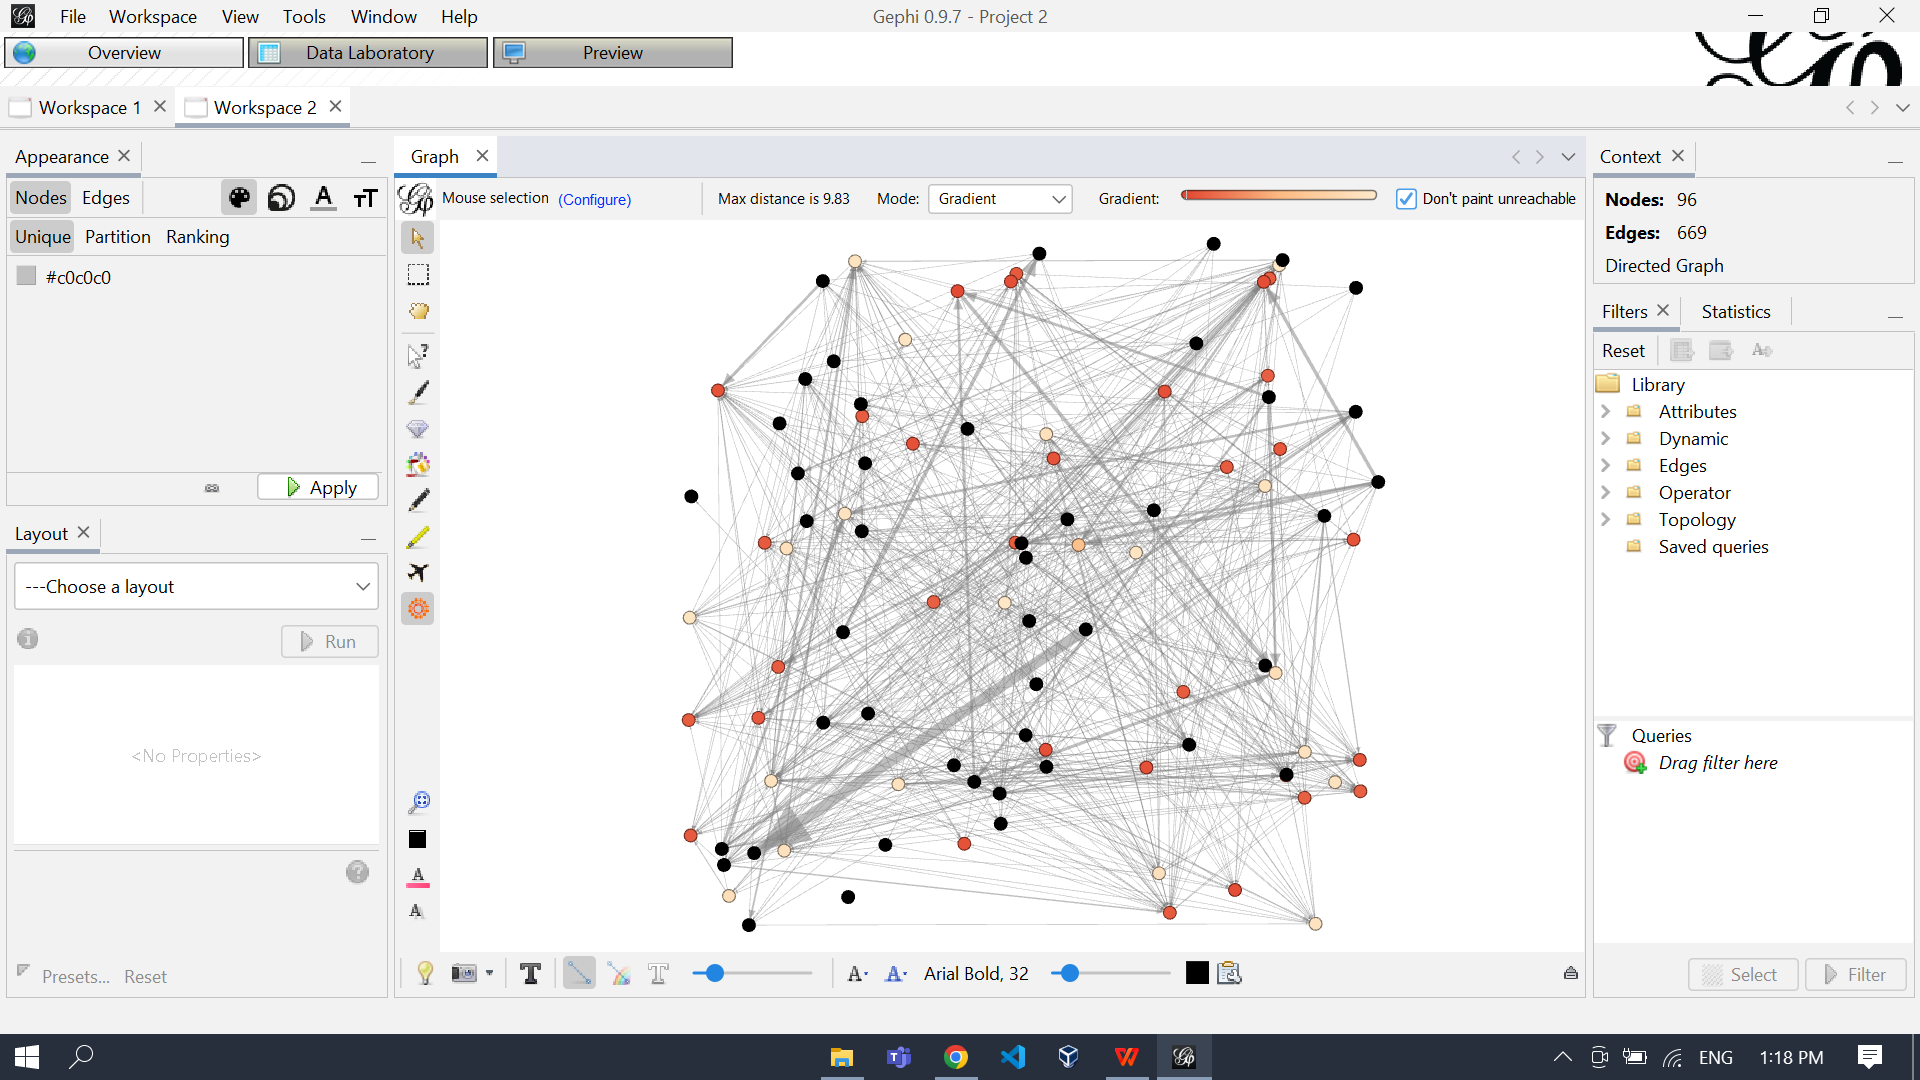 File Workspace View Tools Window Help
Gephi 0.9.7 - Project 2
Overview Data Laboratory Preview
Workspace 1 Workspace 2
Appearance
Nodes Edges
Unique Partition Ranking
#c0c0c0
Apply
Layout
---Choose a layout
Run
<No Properties>
Presets... Reset
Graph
Mouse selection (Configure) Max distance is 9.83 Mode: Gradient Gradient: Don't paint unreachable
Arial Bold, 32
Context
Nodes: 96
Edges: 669
Directed Graph
Filters Statistics
Reset
Library
Attributes
Dynamic
Edges
Operator
Topology
Saved queries
Queries
Drag filter here
Select Filter
ENG 1:18 PM